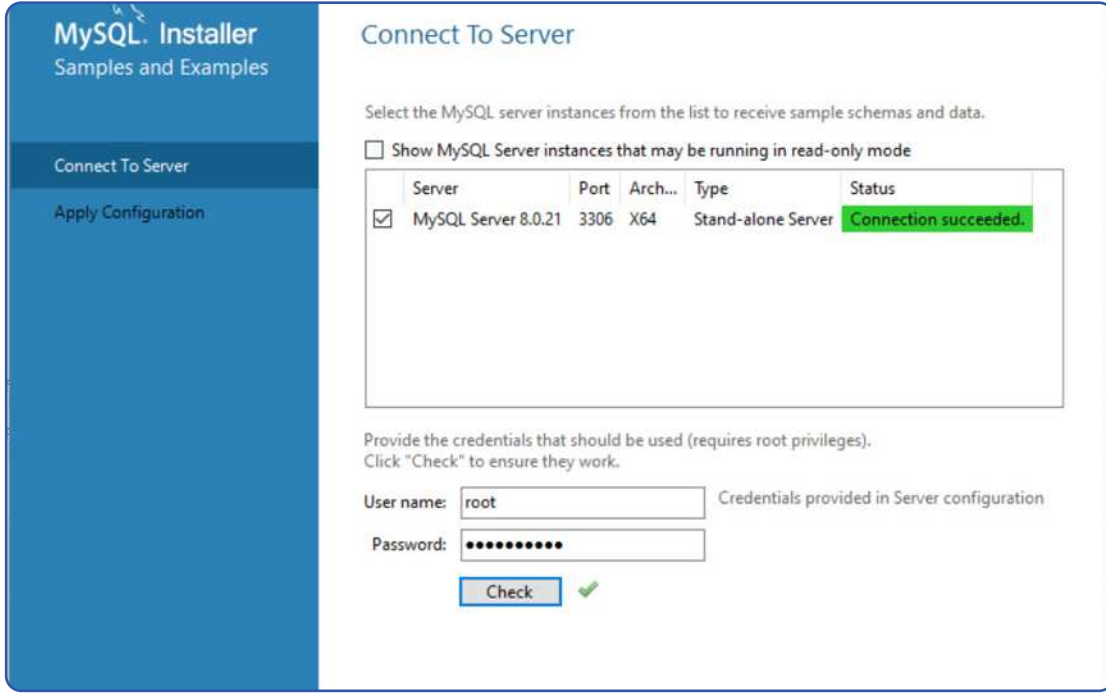 MySQL. Installer
Samples and Examples
Connect To Server
Apply Configuration
Connect To Server
Select the MySQL server instances from the list to receive sample schemas and data.
Show MySQL Server instances that may be running in read-only mode
Server Port Arch... Type Status
MySQL Server 8.0.21 3306 X64 Stand-alone Server Connection succeeded.
Provide the credentials that should be used (requires root privileges).
Click "Check" to ensure they work.
User name: root Credentials provided in Server configuration
Password: ●●●●●●●●●●
Check